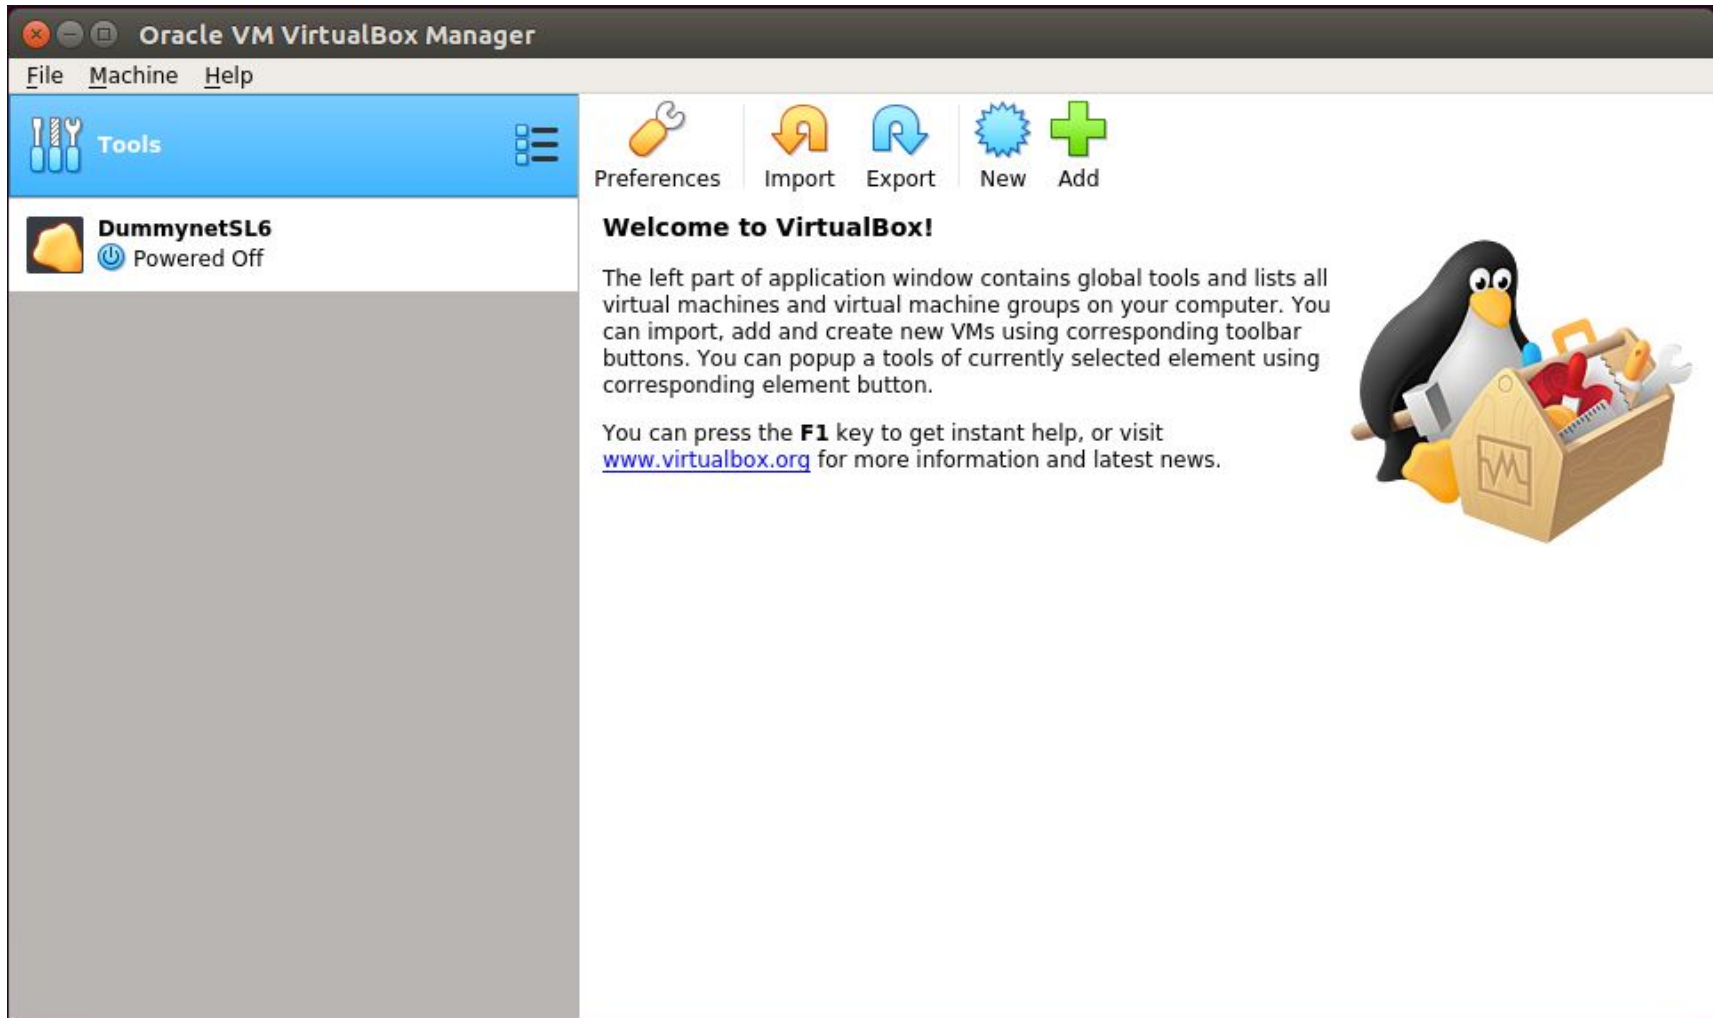 Oracle VM VirtualBox Manager
File Machine Help
Tools
DummynetSL6
Powered Off
Preferences Import Export New Add
Welcome to VirtualBox!
The left part of application window contains global tools and lists all
virtual machines and virtual machine groups on your computer. You
can import, add and create new VMs using corresponding toolbar
buttons. You can popup a tools of currently selected element using
corresponding element button.
You can press the F1 key to get instant help, or visit
www.virtualbox.org for more information and latest news.